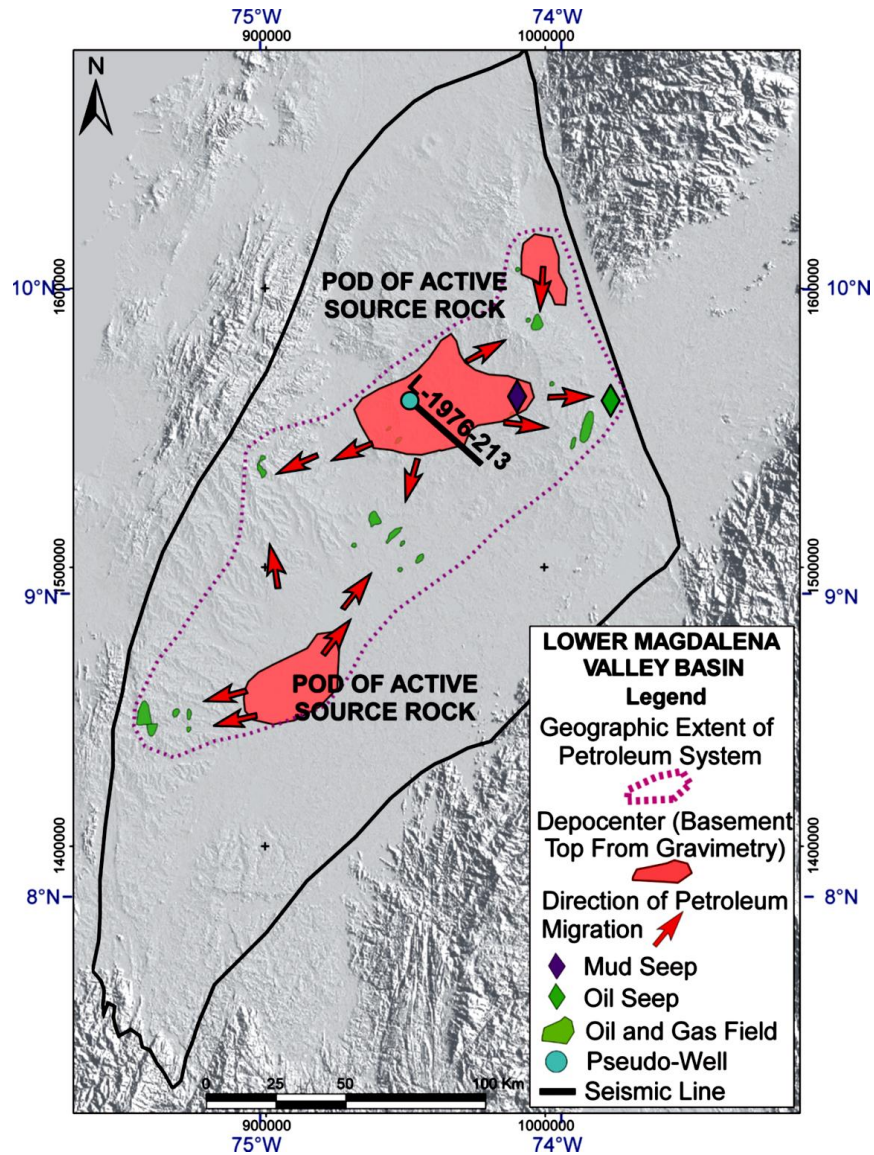 75°W 74°W
900000 1000000
N
10°N 1600000 1600000 10°N
POD OF ACTIVE
SOURCE ROCK
L-1976-213
9°N 1500000 1500000 9°N
POD OF ACTIVE
SOURCE ROCK
8°N 1400000 1400000 8°N
LOWER MAGDALENA
VALLEY BASIN
Legend
Geographic Extent of
Petroleum System
Depocenter (Basement
Top From Gravimetry)
Direction of Petroleum
Migration
Mud Seep
Oil Seep
Oil and Gas Field
Pseudo-Well
Seismic Line
0 25 50 100 Km
900000 1000000
75°W 74°W